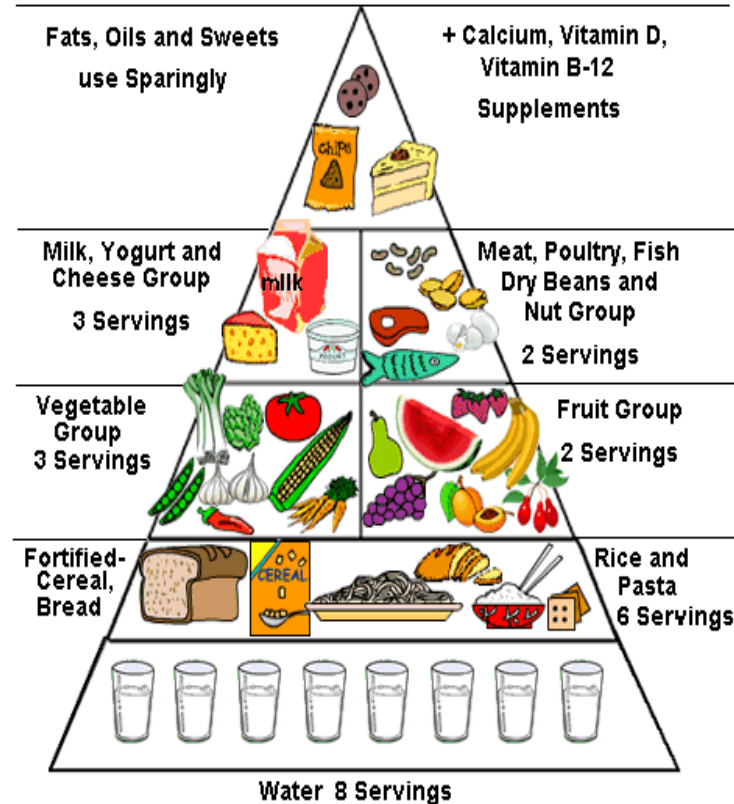 Fats, Oils and Sweets
use Sparingly
+ Calcium, Vitamin D,
Vitamin B-12
Supplements
chips
Milk, Yogurt and
Cheese Group
3 Servings
milk
YOGURT
Meat, Poultry, Fish
Dry Beans and
Nut Group
2 Servings
Vegetable
Group
3 Servings
Fruit Group
2 Servings
Fortified-
Cereal,
Bread
CEREAL
Rice and
Pasta
6 Servings
Water 8 Servings